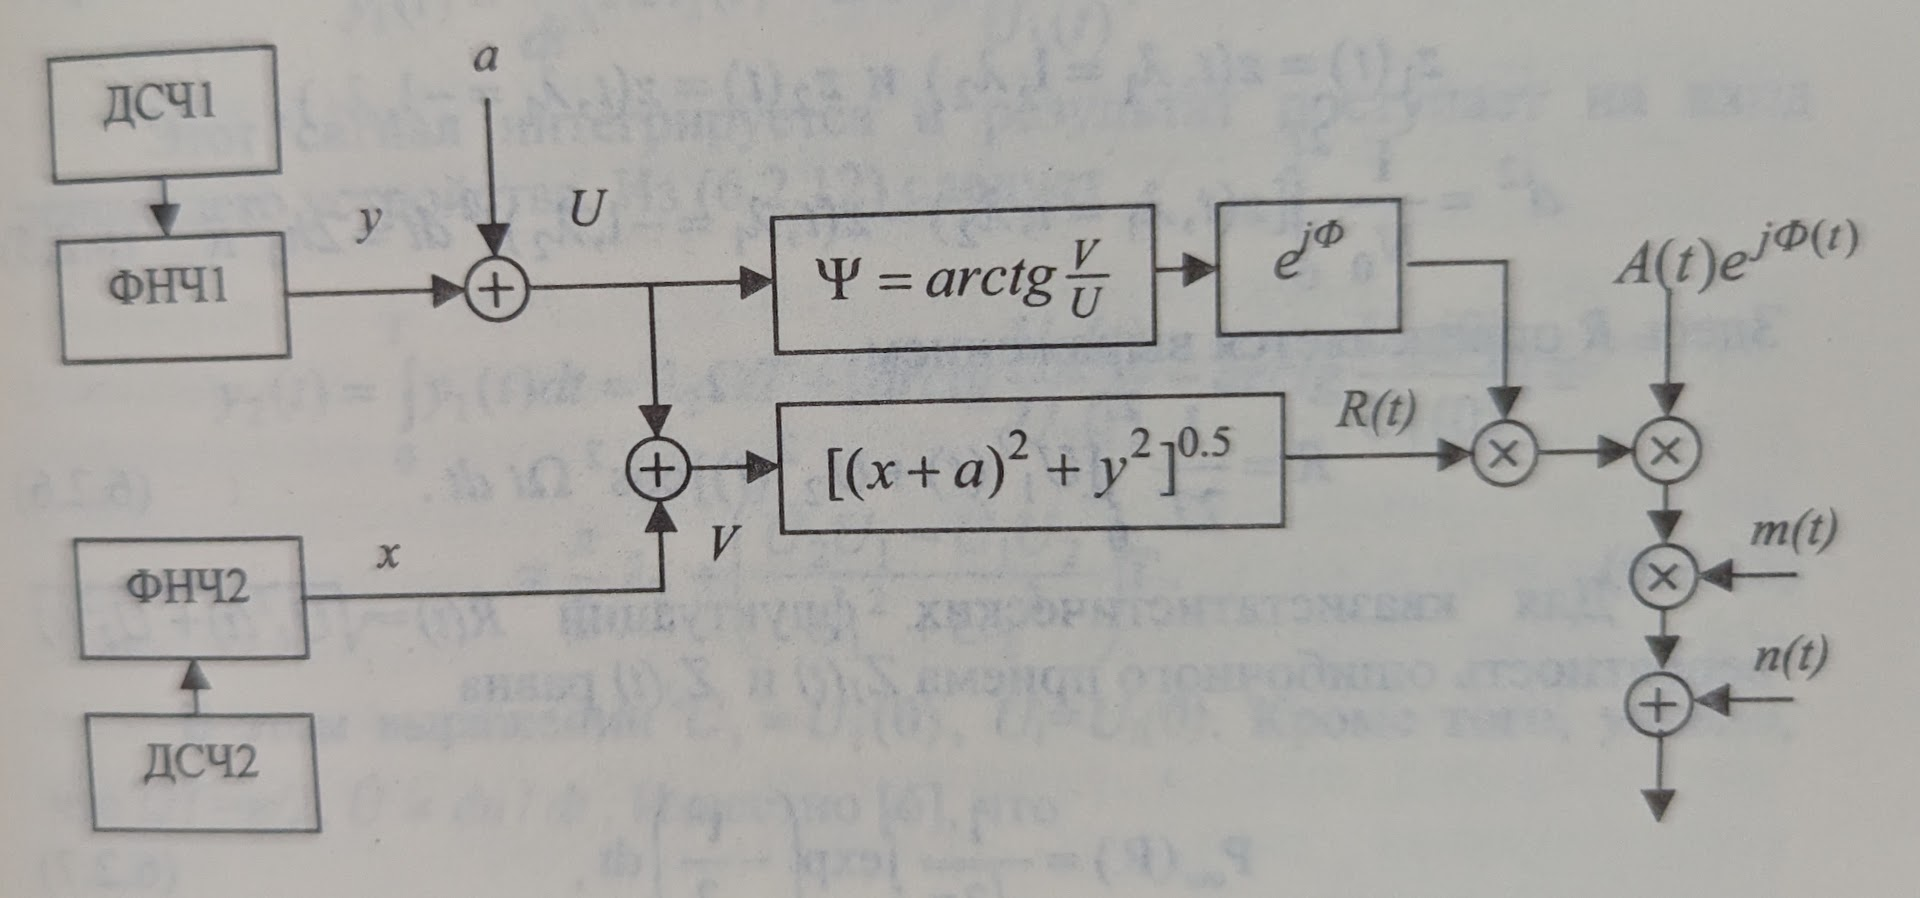 ДСЧ1
a
ФНЧ1
y
U
Ψ = arctg V/U
e^{jΦ}
A(t)e^{jΦ(t)}
[(x + a)^2 + y^2]^{0.5}
R(t)
ФНЧ2
x
V
m(t)
n(t)
ДСЧ2